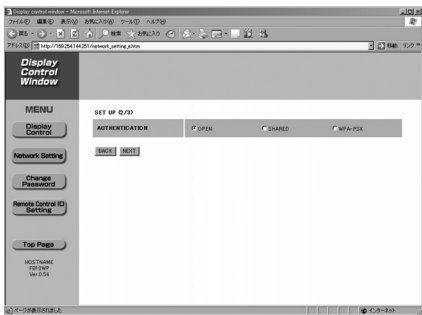 Display control window - Microsoft Internet Explorer
ファイル(F) 編集(E) 表示(V) お気に入り(A) ツール(T) ヘルプ(H)
戻る 検索 お気に入り
アドレス(D) http://169.254.144.251/network_setting_e.htm 移動 リンク »
Display
Control
Window
MENU
Display
Control
Network Setting
Change
Password
Remote Control ID
Setting
Top Page
HOSTNAME
Ver 0.54
SET UP (2/3)
AUTHENTICATION OPEN SHARED WPA-PSK
BACK NEXT
ページが表示されました
インターネット